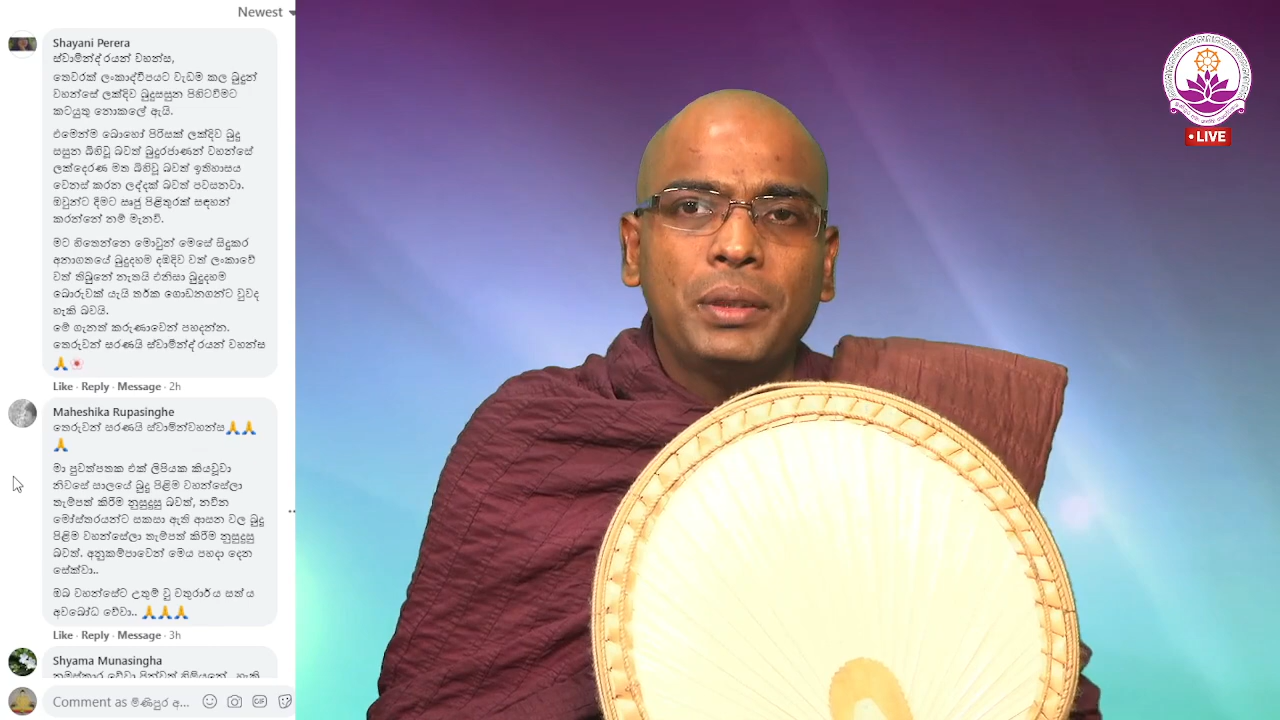 Newest
Shayani Perera
ස්වාමින්ද් රයන් වහන්ස,
තෙවරක් ලංකාද්වීපයට වැඩම කල බුදුන්
වහන්සේ ලක්දිව බුදුසසුන පිහිටවීමට
කටයුතු නොකලේ ඇයි.
එමෙන්ම බොහෝ පිරිසක් ලක්දිව බුදු
සසුන බිහිවූ බවත් බුදුරජාණන් වහන්සේ
ලක්දෙරණ මත බිහිවූ බවත් ඉතිහාසය
වෙනස් කරන ලද්දක් බවත් පවසනවා.
ඔවුන්ට දීමට ඍජු පිළිතුරක් සඳහන්
කරන්නේ නම් මැනවි.
මට හිතෙන්නෙ මොවුන් මෙසේ සිදුකර
අනාගතයේ බුදුදහම දඹදිව වත් ලංකාවේ
වත් තිබුනේ නැතයි එනිසා බුදුදහම
බොරුවක් යැයි තර්ක ගොඩනගන්ට වුවද
හැකි බවයි.
මේ ගැනත් කරුණාවෙන් පහදන්න.
තෙරුවන් සරණයි ස්වාමින්ද් රයන් වහන්ස
Like · Reply · Message · 2h
Maheshika Rupasinghe
තෙරුවන් සරණයි ස්වාමින්වහන්ස🙏🙏
🙏
මා පුවත්පතක එක් ලිපියක කියවූවා
නිවසේ සාලයේ බුදු පිළිම වහන්සේලා
තැම්පත් කිරීම නුසුදුසු බවත්, නවීන
මෝස්තරයන්ට සකසා ඇති ආසන වල බුදු
පිළිම වහන්සේලා තැම්පත් කිරීම නුසුදුසු
බවත්. අනුකම්පාවෙන් මෙය පහදා දෙන
සේක්වා..
ඔබ වහන්සේට උතුම් වු චතුරාර්ය සත්ය
අවබෝධ වේවා.. 🙏🙏🙏
Like · Reply · Message · 3h
Shyama Munasingha
Comment as මිණිපුර අ...
• LIVE